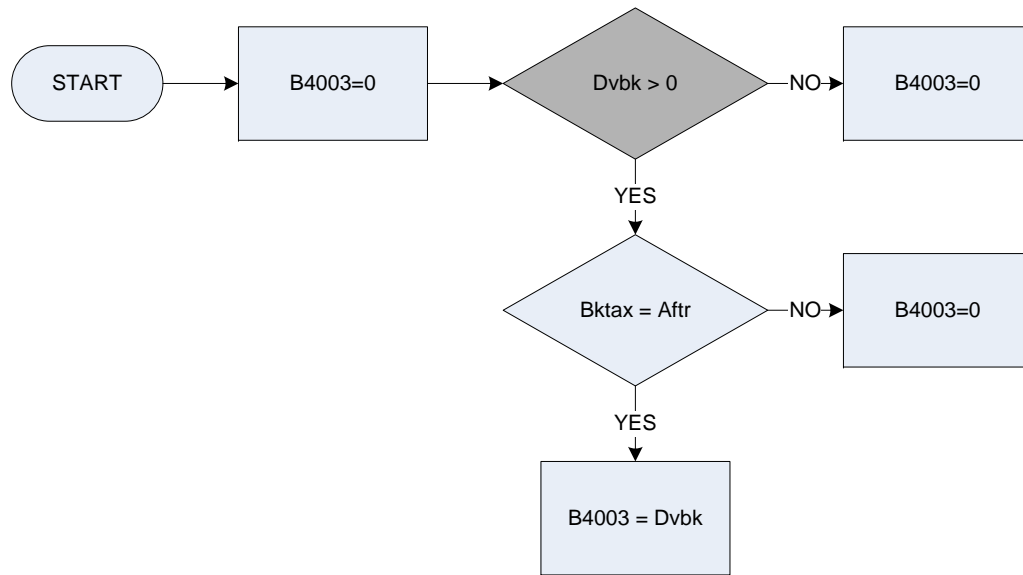 START
B4003=0
Dvbk > 0
NO
B4003=0
YES
Bktax = Aftr
NO
B4003=0
YES
B4003 = Dvbk